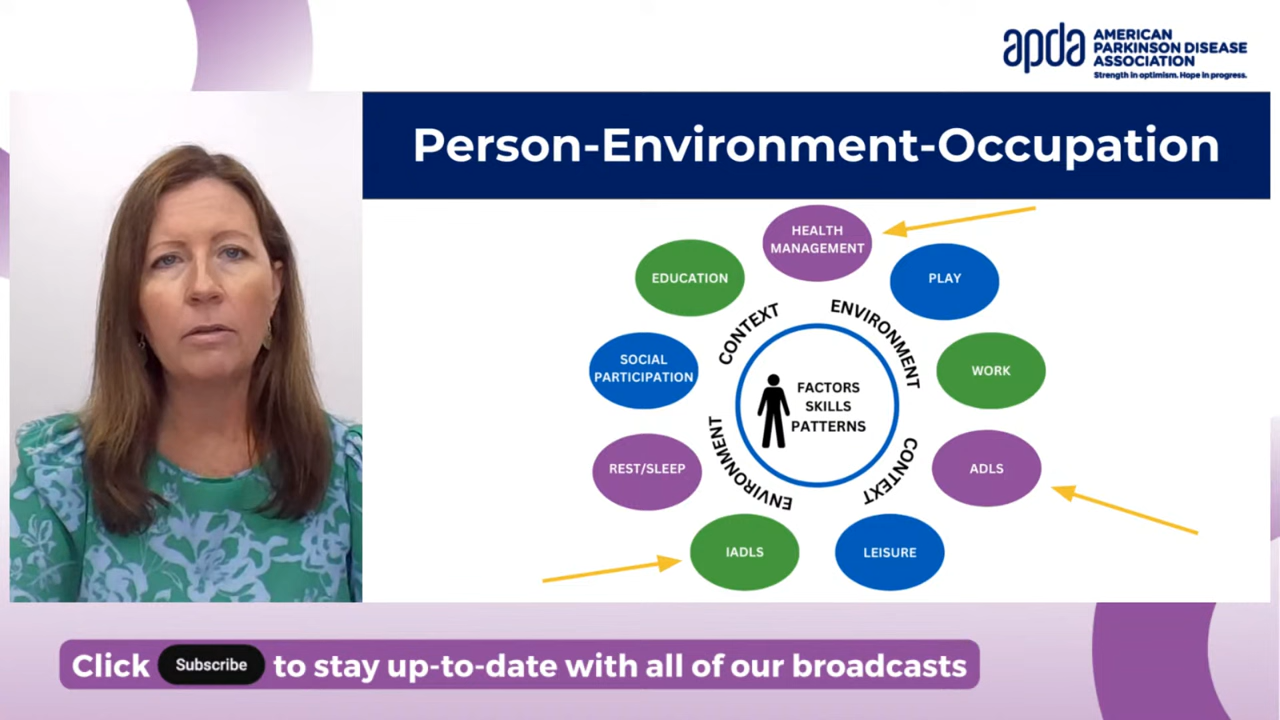 apda
AMERICAN
PARKINSON DISEASE
ASSOCIATION
Strength in optimism. Hope in progress.
Person-Environment-Occupation
HEALTH
MANAGEMENT
EDUCATION
PLAY
CONTEXT
ENVIRONMENT
SOCIAL
PARTICIPATION
WORK
FACTORS
SKILLS
PATTERNS
REST/SLEEP
ENVIRONMENT
CONTEXT
ADLS
IADLS
LEISURE
Click Subscribe to stay up-to-date with all of our broadcasts